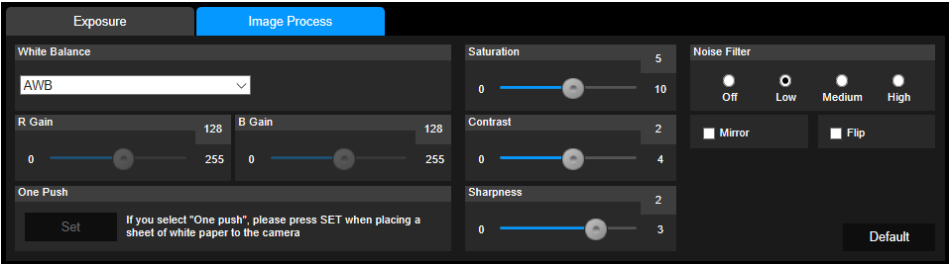 Exposure
Image Process
White Balance
AWB
R Gain
128
0
255
B Gain
128
0
255
One Push
Set
If you select "One push", please press SET when placing a
sheet of white paper to the camera
Saturation
5
0
10
Contrast
2
0
4
Sharpness
2
0
3
Noise Filter
Off
Low
Medium
High
Mirror
Flip
Default